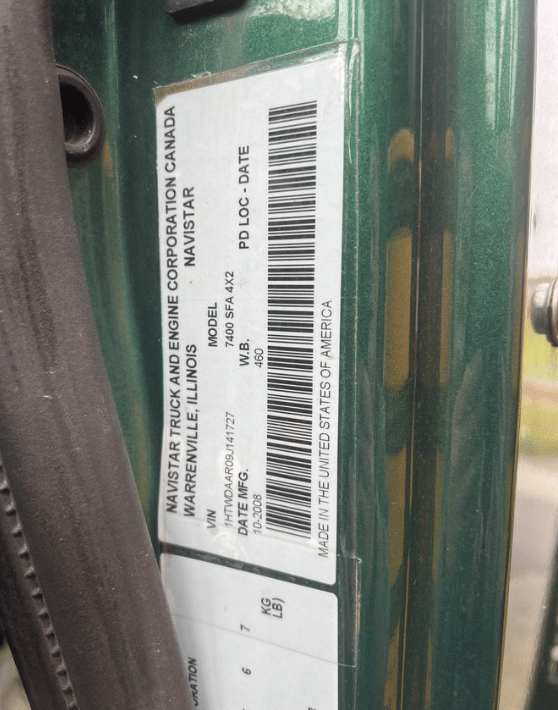 NAVISTAR TRUCK AND ENGINE CORPORATION CANADA
WARRENVILLE, ILLINOIS NAVISTAR
VIN MODEL
1HTWDAAR09J141727 7400 SFA 4X2
DATE MFG. W.B. PD LOC - DATE
10-2008 460
MADE IN THE UNITED STATES OF AMERICA
RATION
6 7
KG
LB)